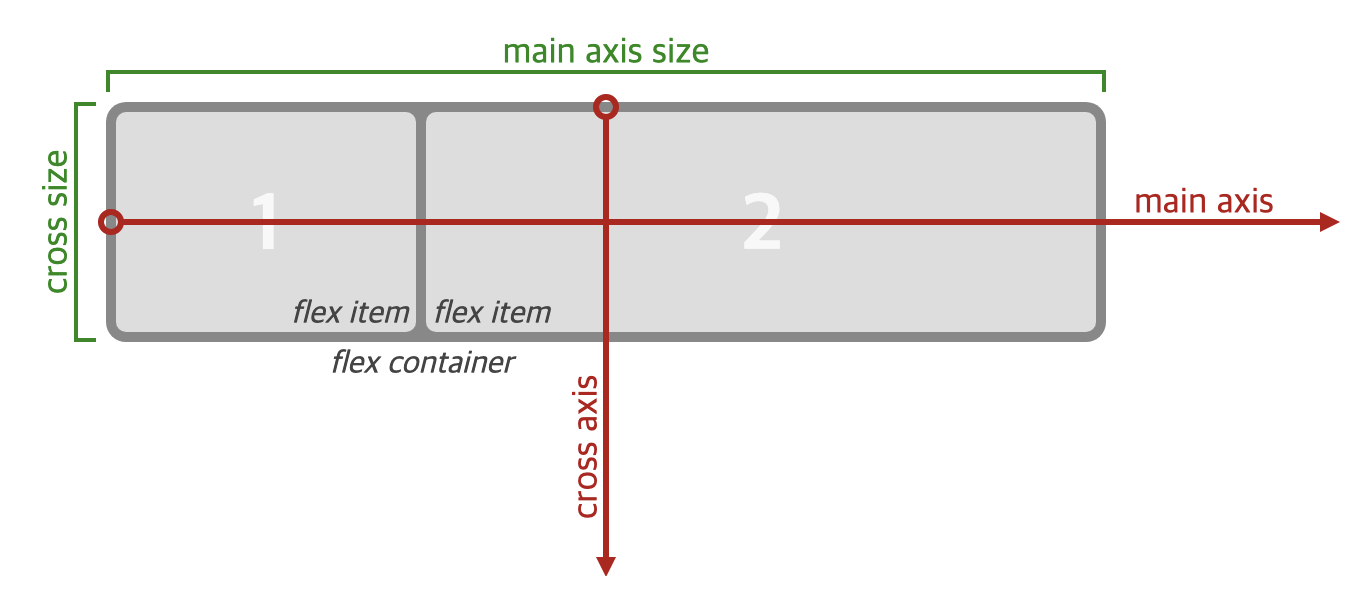 main axis size
cross size
1
2
main axis
flex item
flex item
flex container
cross axis